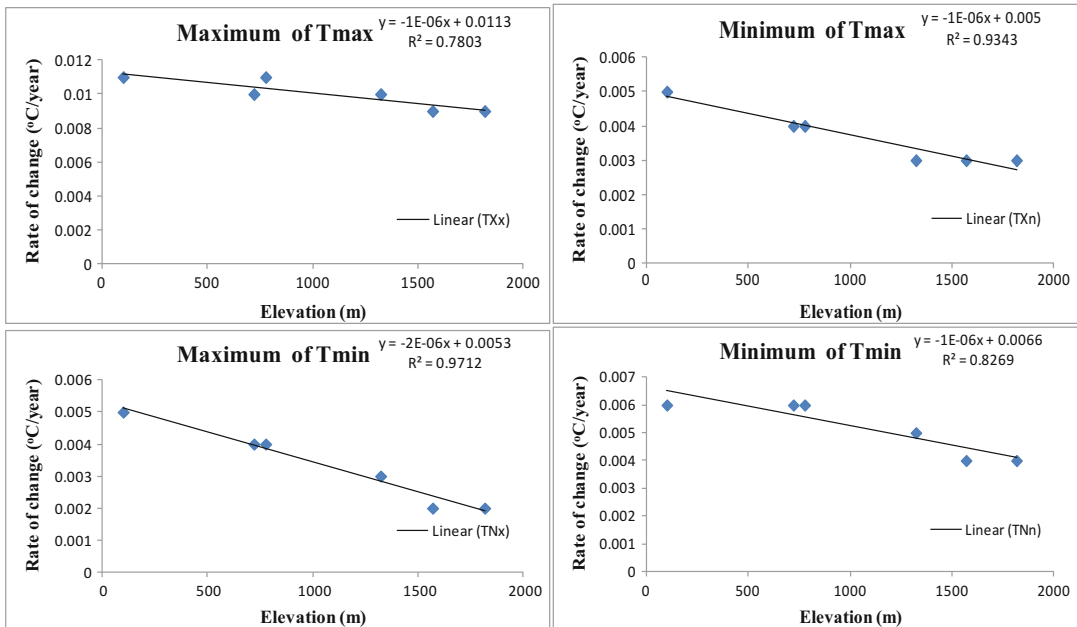 Maximum of Tmax
y = -1E-06x + 0.0113
R² = 0.7803
Rate of change (ºC/year)
0.012
0.01
0.008
0.006
0.004
0.002
0
Linear (TXx)
0 500 1000 1500 2000
Elevation (m)
Minimum of Tmax
y = -1E-06x + 0.005
R² = 0.9343
Rate of change (ºC/year)
0.006
0.005
0.004
0.003
0.002
0.001
0
Linear (TXn)
0 500 1000 1500 2000
Elevation (m)
Maximum of Tmin
y = -2E-06x + 0.0053
R² = 0.9712
Rate of change (ºC/year)
0.006
0.005
0.004
0.003
0.002
0.001
0
Linear (TNx)
0 500 1000 1500 2000
Elevation (m)
Minimum of Tmin
y = -1E-06x + 0.0066
R² = 0.8269
Rate of change (ºC/year)
0.007
0.006
0.005
0.004
0.003
0.002
0.001
0.000
Linear (TNn)
0 500 1000 1500 2000
Elevation (m)